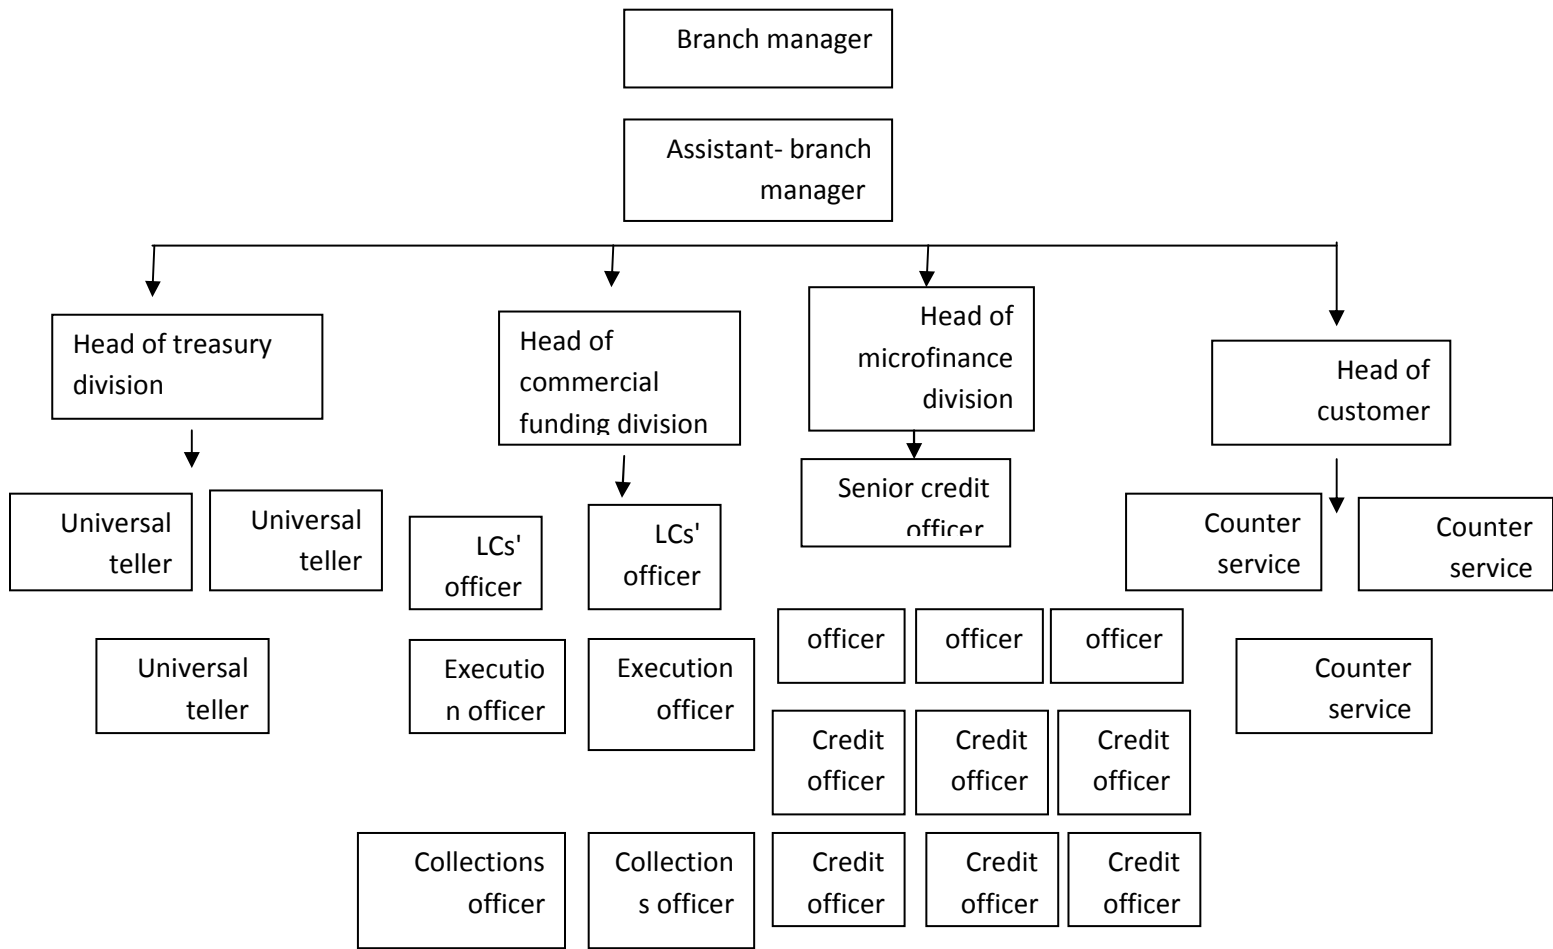 Branch manager
Assistant- branch
manager
Head of treasury
division
Head of
commercial
funding division
Head of
microfinance
division
Head of
customer
Universal
teller
Universal
teller
LCs'
officer
LCs'
officer
Senior credit
officer
Counter
service
Counter
service
Universal
teller
Executio
n officer
Execution
officer
officer
officer
officer
Counter
service
Credit
officer
Credit
officer
Credit
officer
Collections
officer
Collection
s officer
Credit
officer
Credit
officer
Credit
officer